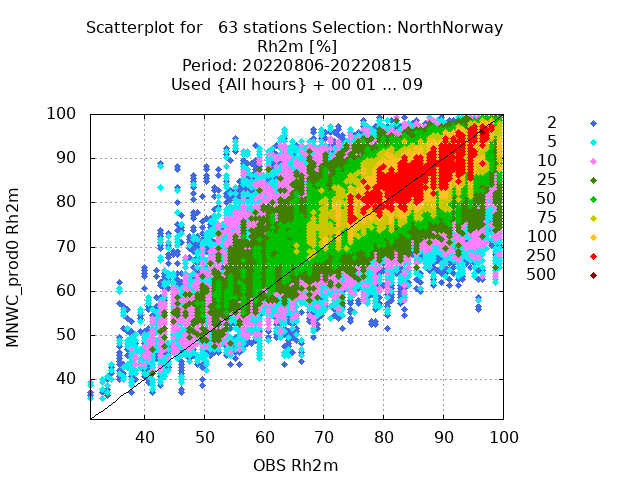 Scatterplot for   63 stations Selection: NorthNorway
Rh2m [%]
Period: 20220806-20220815
Used {All hours} + 00 01 ... 09
MNWC_prod0 Rh2m
100
90
80
70
60
50
40
40 50 60 70 80 90 100
OBS Rh2m
2
5
10
25
50
75
100
250
500